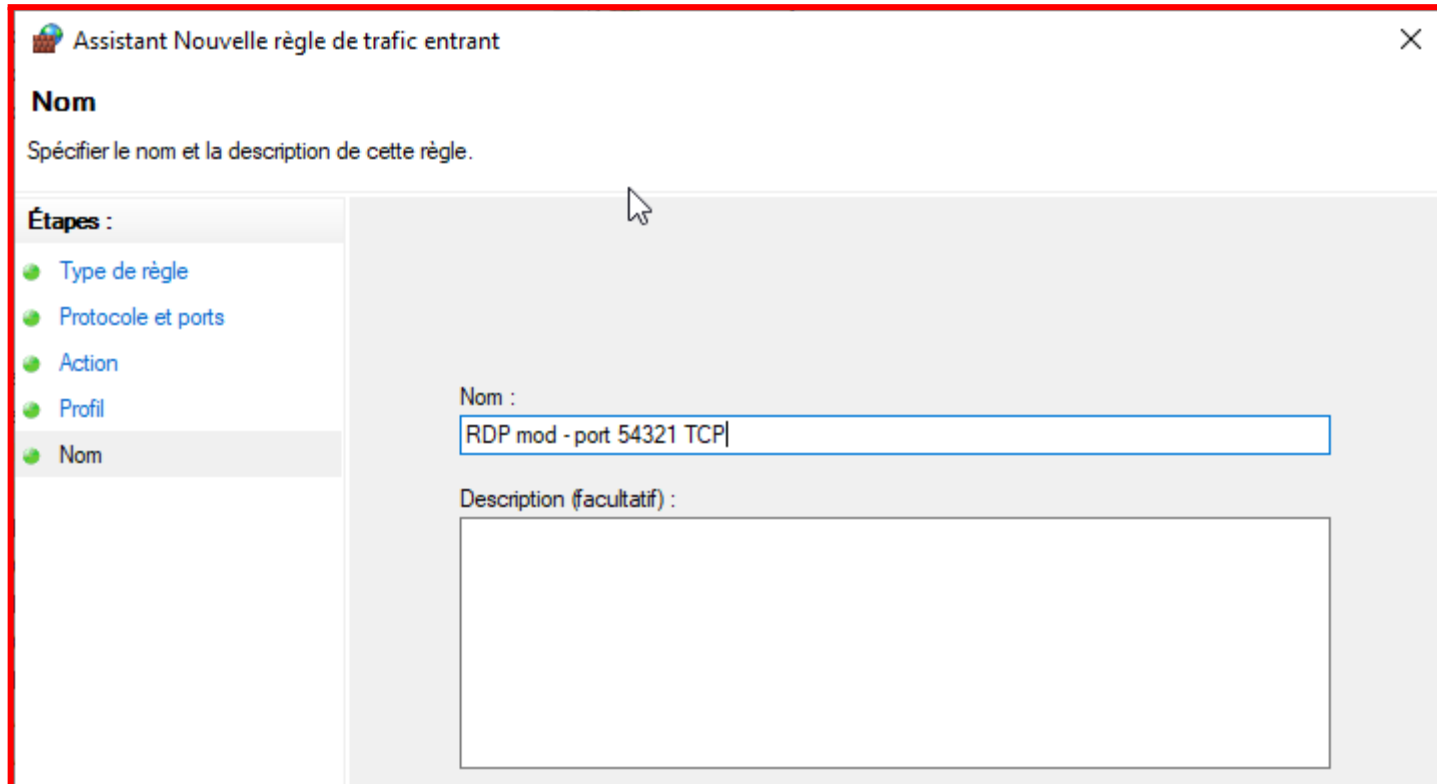 Assistant Nouvelle règle de trafic entrant
Nom
Spécifier le nom et la description de cette règle.
Étapes :
Type de règle
Protocole et ports
Action
Profil
Nom
Nom :
RDP mod - port 54321 TCP
Description (facultatif) :